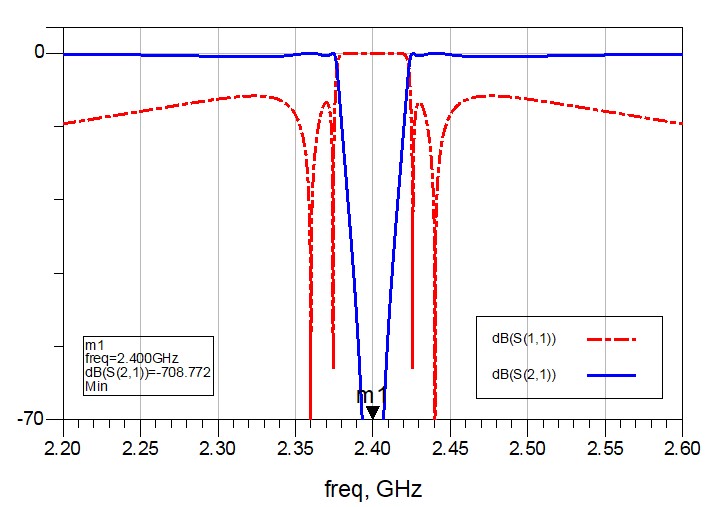 0
-70
m1
m1
freq=2.400GHz
dB(S(2,1))=-708.772
Min
dB(S(1,1))
dB(S(2,1))
2.20 2.25 2.30 2.35 2.40 2.45 2.50 2.55 2.60
freq, GHz